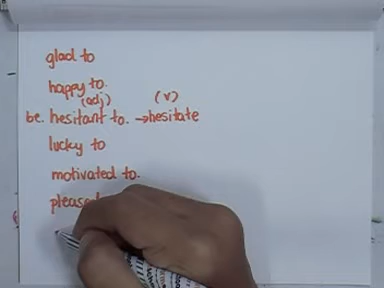 glad to
happy to.
(adj) (v)
be. hesitant to. → hesitate
lucky to
motivated to.
pleased